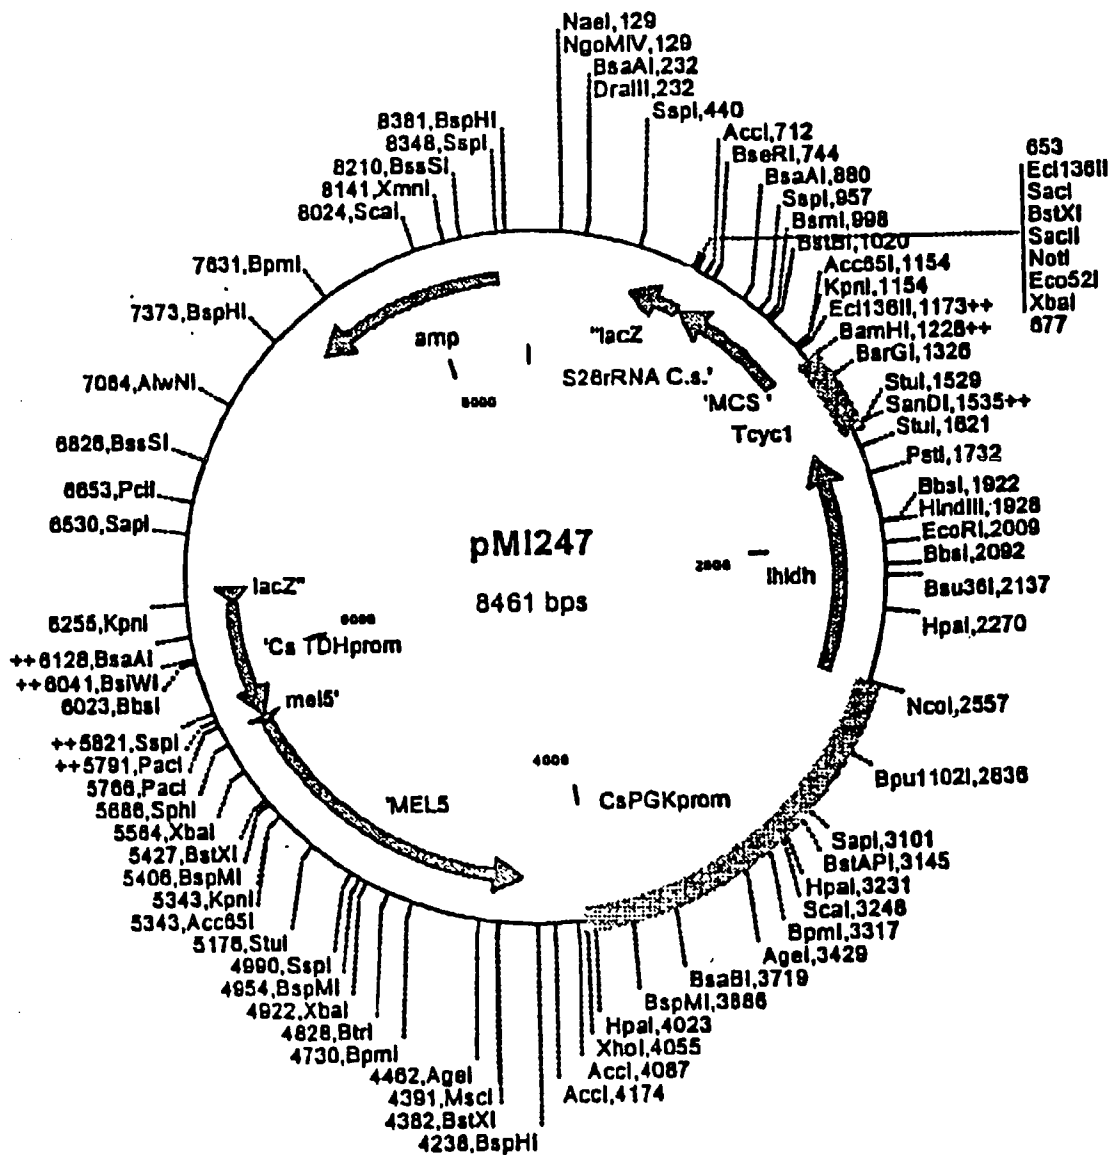 NaeI,129
NgoMIV,129
BsaAI,232
DraIII,232
SspI,440
AccI,712
BseRI,744
BsaAI,880
SspI,957
BsmI,998
BstBI,1020
Acc65I,1154
KpnI,1154
Ecl136II,1173++
BamHI,1228++
BsrGI,1326
StuI,1529
SanDI,1535++
StuI,1621
PstI,1732
BbsI,1922
HindIII,1928
EcoRI,2009
BbsI,2092
Bsu36I,2137
HpaI,2270
NcoI,2557
Bpu1102I,2836
SapI,3101
BstAPI,3145
HpaI,3231
ScaI,3248
BpmI,3317
AgeI,3429
BsaBI,3719
BspMI,3886
HpaI,4023
XhoI,4055
AccI,4087
AccI,4174
653
Ecl136II
SacI
BstXI
SacII
NotI
Eco52I
XbaI
677
8381,BspHI
8348,SspI
8210,BssSI
8141,XmnI
8024,ScaI
7631,BpmI
7373,BspHI
7064,AlwNI
6826,BssSI
6653,PciI
6530,SapI
6255,KpnI
++6128,BsaAI
++6041,BsiWI
6023,BbsI
++5821,SspI
++5791,PacI
5766,PacI
5686,SphI
5564,XbaI
5427,BstXI
5406,BspMI
5343,KpnI
5343,Acc65I
5176,StuI
4990,SspI
4954,BspMI
4922,XbaI
4828,BtrI
4730,BpmI
4462,AgeI
4391,MscI
4382,BstXI
4238,BspHI
amp
"lacZ
S28rRNA C.s.'
'MCS '
Tcyc1
pMI247
8461 bps
lhldh
lacZ"
'Cs TDHprom
mel5'
'MEL5
4000
CsPGKprom